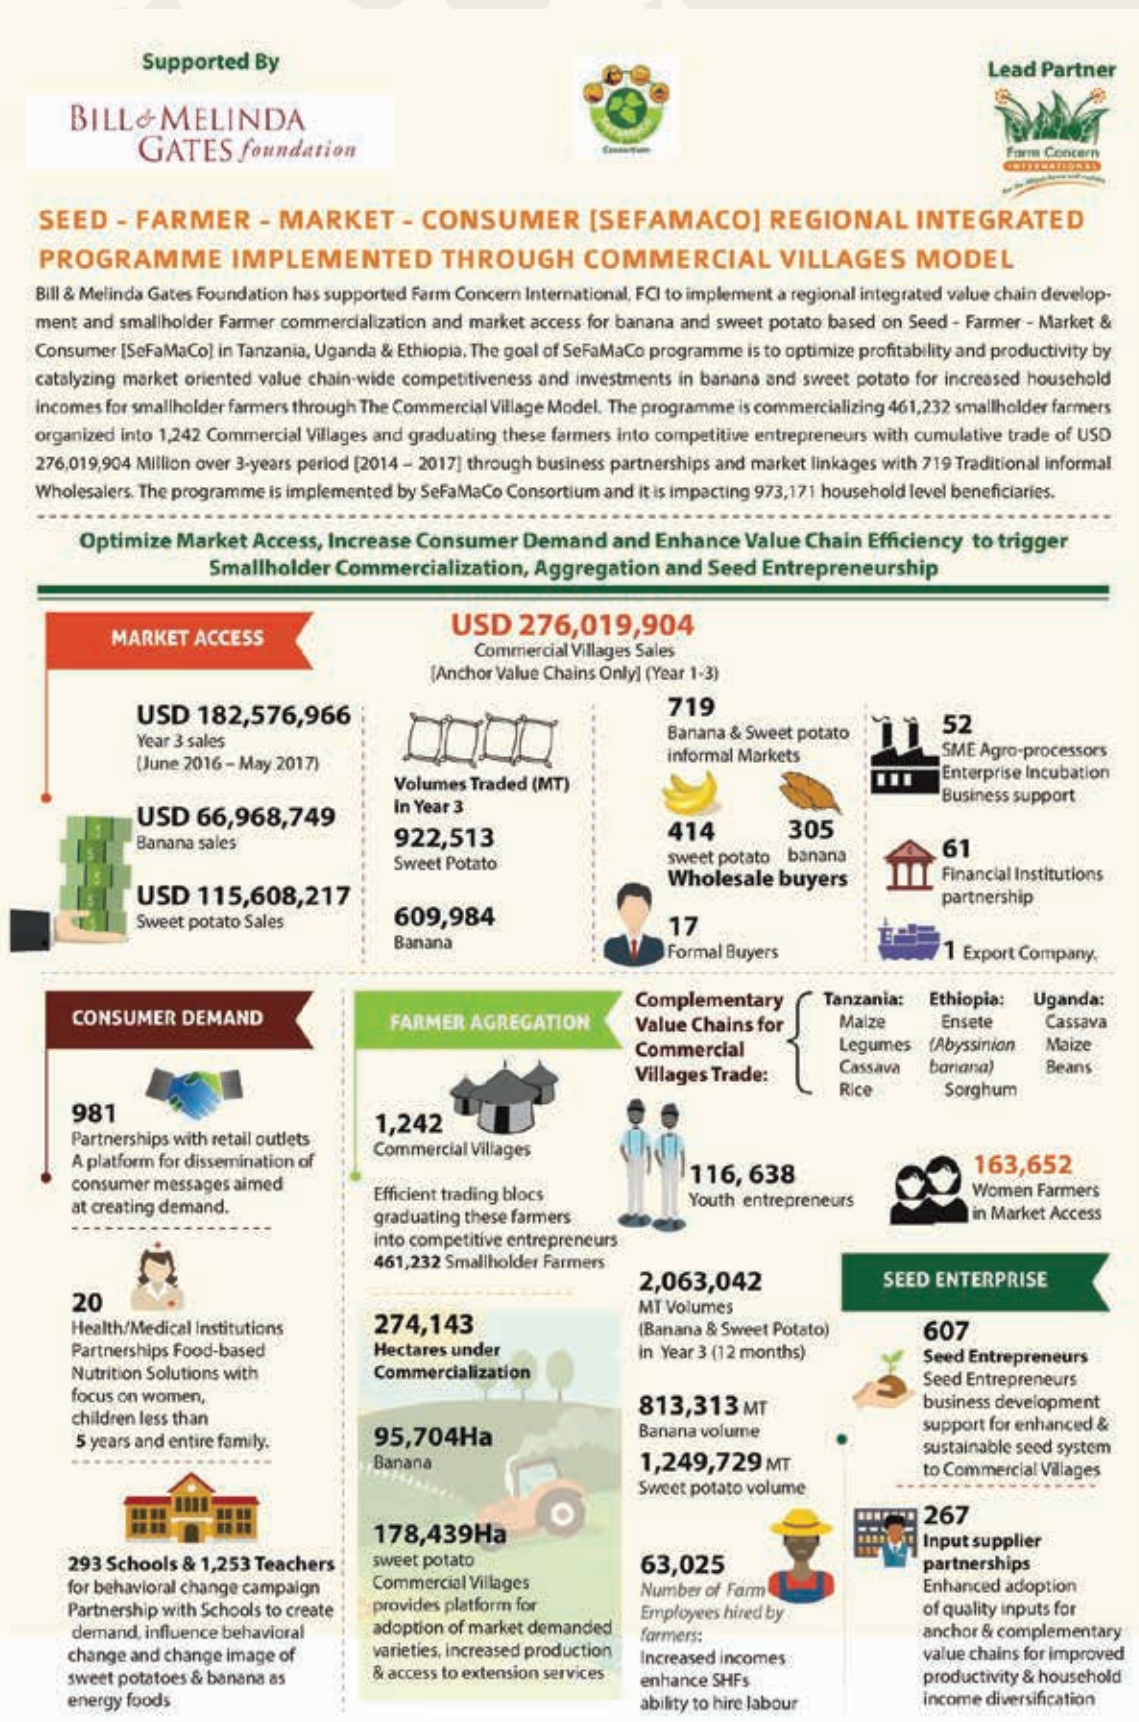 Supported By
BILL & MELINDA
GATES foundation
Consortium
Lead Partner
Farm Concern
INTERNATIONAL
SEED - FARMER - MARKET - CONSUMER [SEFAMACO] REGIONAL INTEGRATED
PROGRAMME IMPLEMENTED THROUGH COMMERCIAL VILLAGES MODEL
Bill & Melinda Gates Foundation has supported Farm Concern International, FCI to implement a regional integrated value chain develop-
ment and smallholder Farmer commercialization and market access for banana and sweet potato based on Seed - Farmer - Market &
Consumer [SeFaMaCo] in Tanzania, Uganda & Ethiopia. The goal of SeFaMaCo programme is to optimize profitability and productivity by
catalyzing market oriented value chain-wide competitiveness and investments in banana and sweet potato for increased household
incomes for smallholder farmers through The Commercial Village Model. The programme is commercializing 461,232 smallholder farmers
organized into 1,242 Commercial Villages and graduating these farmers into competitive entrepreneurs with cumulative trade of USD
276,019,904 Million over 3-years period [2014 – 2017] through business partnerships and market linkages with 719 Traditional informal
Wholesalers. The programme is implemented by SeFaMaCo Consortium and it is impacting 973,171 household level beneficiaries.
Optimize Market Access, Increase Consumer Demand and Enhance Value Chain Efficiency to trigger
Smallholder Commercialization, Aggregation and Seed Entrepreneurship
MARKET ACCESS
USD 276,019,904
Commercial Villages Sales
[Anchor Value Chains Only] (Year 1-3)
USD 182,576,966
Year 3 sales
(June 2016 – May 2017)
USD 66,968,749
Banana sales
USD 115,608,217
Sweet potato Sales
Volumes Traded (MT)
in Year 3
922,513
Sweet Potato
609,984
Banana
719
Banana & Sweet potato
informal Markets
414
sweet potato
305
banana
Wholesale buyers
17
Formal Buyers
52
SME Agro-processors
Enterprise Incubation
Business support
61
Financial Institutions
partnership
1 Export Company.
CONSUMER DEMAND
981
Partnerships with retail outlets
A platform for dissemination of
consumer messages aimed
at creating demand.
20
Health/Medical Institutions
Partnerships Food-based
Nutrition Solutions with
focus on women,
children less than
5 years and entire family.
293 Schools & 1,253 Teachers
for behavioral change campaign
Partnership with Schools to create
demand, influence behavioral
change and change image of
sweet potatoes & banana as
energy foods
FARMER AGREGATION
1,242
Commercial Villages
Efficient trading blocs
graduating these farmers
into competitive entrepreneurs
461,232 Smallholder Farmers
274,143
Hectares under
Commercialization
95,704Ha
Banana
178,439Ha
sweet potato
Commercial Villages
provides platform for
adoption of market demanded
varieties, increased production
& access to extension services
Complementary
Value Chains for
Commercial
Villages Trade:
Tanzania:
Maize
Legumes
Cassava
Rice
Ethiopia:
Ensete
(Abyssinian
banana)
Sorghum
Uganda:
Cassava
Maize
Beans
116, 638
Youth entrepreneurs
163,652
Women Farmers
in Market Access
2,063,042
MT Volumes
(Banana & Sweet Potato)
in Year 3 (12 months)
813,313 MT
Banana volume
1,249,729 MT
Sweet potato volume
63,025
Number of Farm
Employees hired by
farmers:
Increased incomes
enhance SHFs
ability to hire labour
SEED ENTERPRISE
607
Seed Entrepreneurs
Seed Entrepreneurs
business development
support for enhanced &
sustainable seed system
to Commercial Villages
267
Input supplier
partnerships
Enhanced adoption
of quality inputs for
anchor & complementary
value chains for improved
productivity & household
income diversification